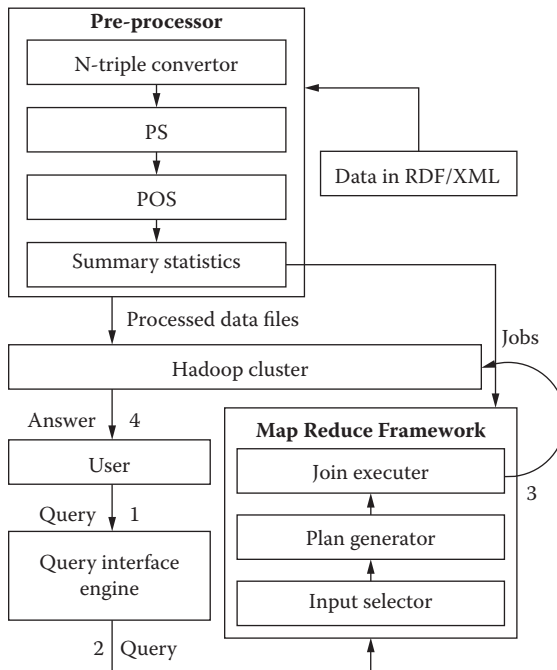 Pre-processor
N-triple convertor
PS
POS
Summary statistics
Data in RDF/XML
Processed data files
Jobs
Hadoop cluster
Answer 4
User
Query 1
Query interface
engine
2 Query
Map Reduce Framework
Join executer
3
Plan generator
Input selector